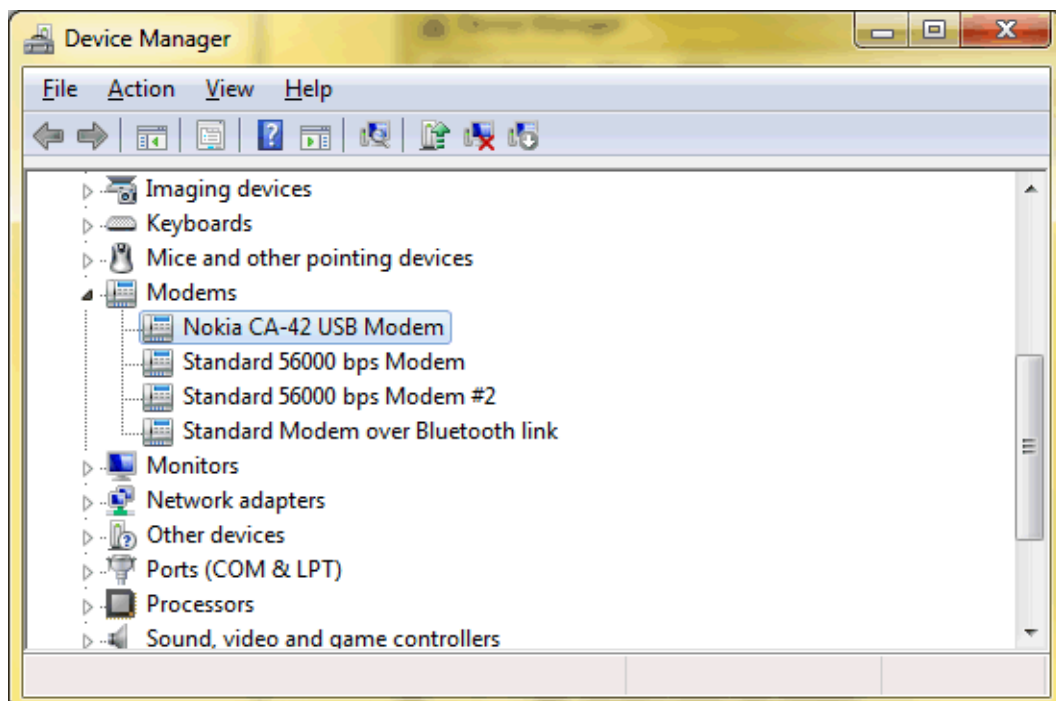 Device Manager
File Action View Help
Imaging devices
Keyboards
Mice and other pointing devices
Modems
Nokia CA-42 USB Modem
Standard 56000 bps Modem
Standard 56000 bps Modem #2
Standard Modem over Bluetooth link
Monitors
Network adapters
Other devices
Ports (COM & LPT)
Processors
Sound, video and game controllers